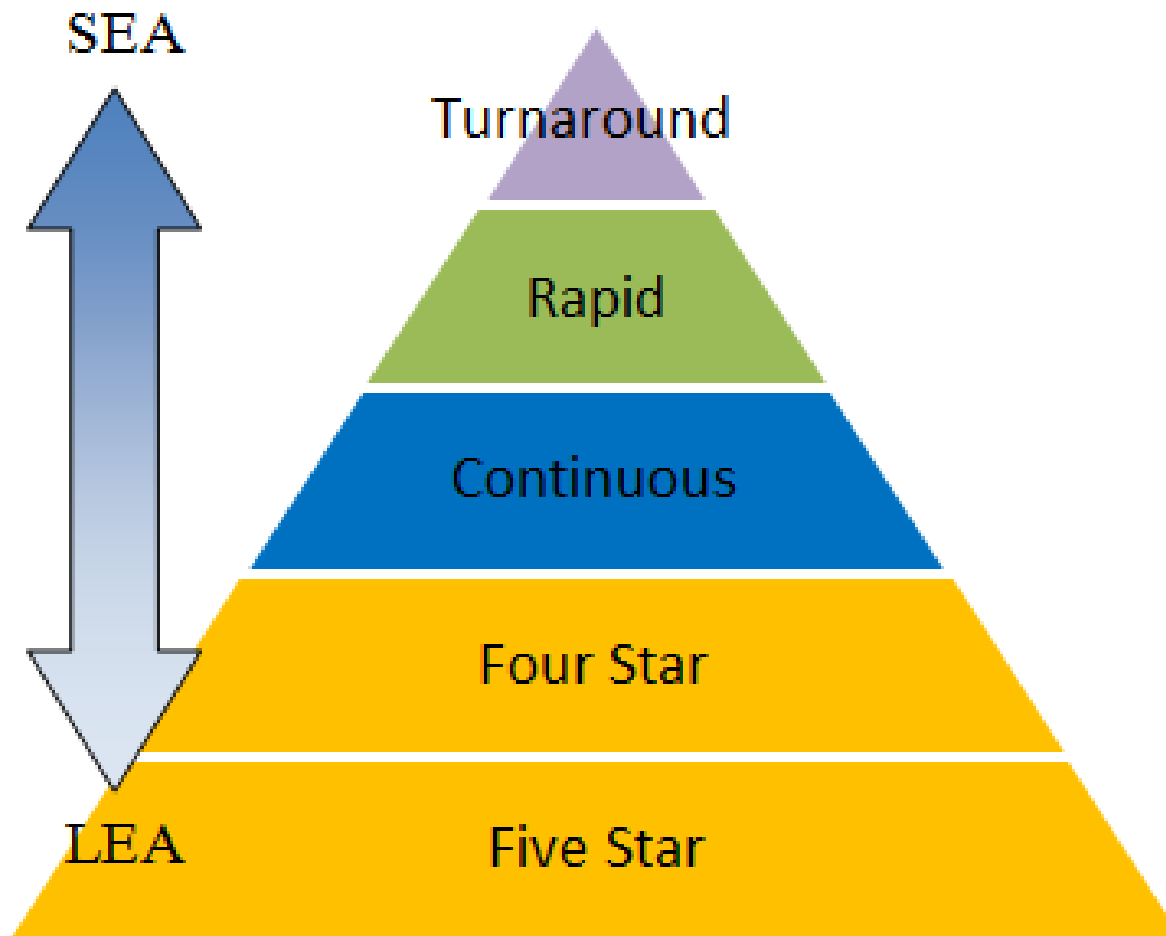 SEA
Turnaround
Rapid
Continuous
Four Star
Five Star
LEA